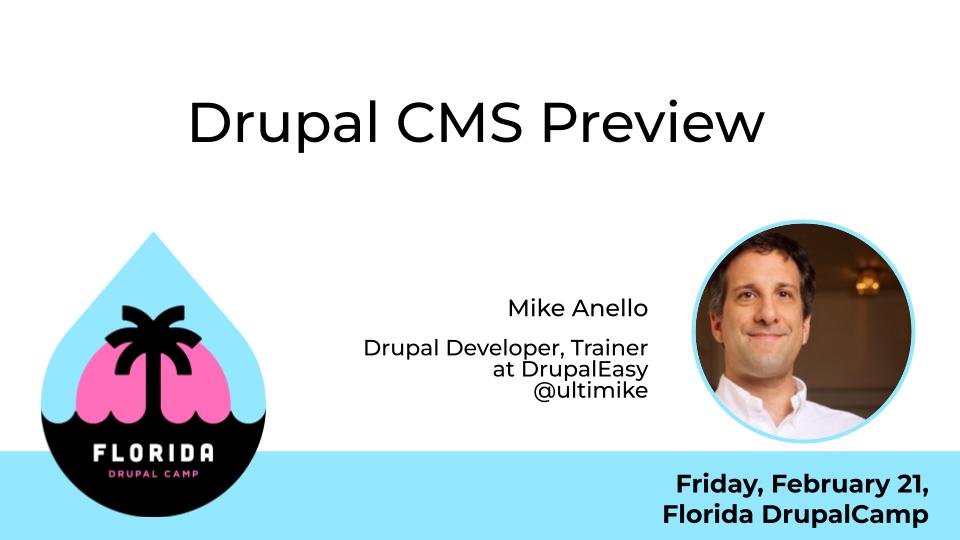 Drupal CMS Preview
Mike Anello
Drupal Developer, Trainer
at DrupalEasy
@ultimike
FLORIDA
DRUPAL CAMP
Friday, February 21,
Florida DrupalCamp